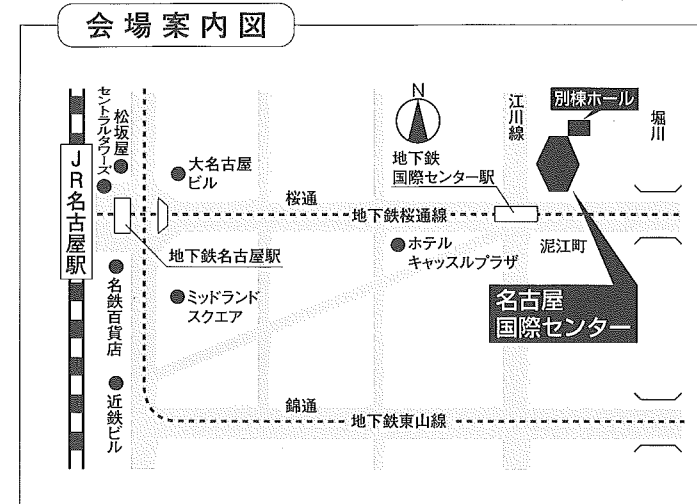 会場案内図
N
別棟ホール
江川線
堀川
セントラルタワーズ
松坂屋
大名古屋
ビル
地下鉄
国際センター駅
JR名古屋駅
桜通
地下鉄桜通線
地下鉄名古屋駅
ホテル
キャッスルプラザ
泥江町
名鉄百貨店
ミッドランド
スクエア
名古屋
国際センター
近鉄ビル
錦通
地下鉄東山線